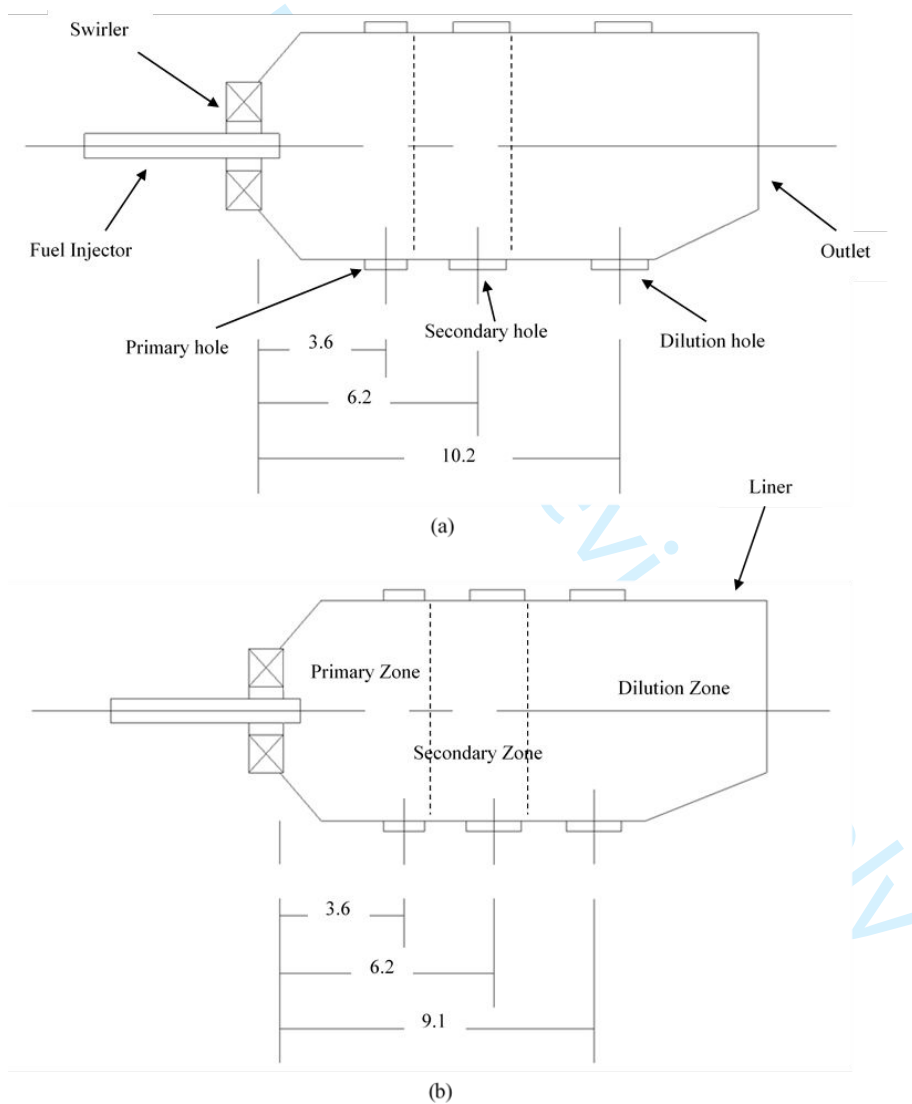 Swirler
Fuel Injector
Outlet
Primary hole
Secondary hole
Dilution hole
3.6
6.2
10.2
(a)
Liner
Primary Zone
Dilution Zone
Secondary Zone
3.6
6.2
9.1
(b)